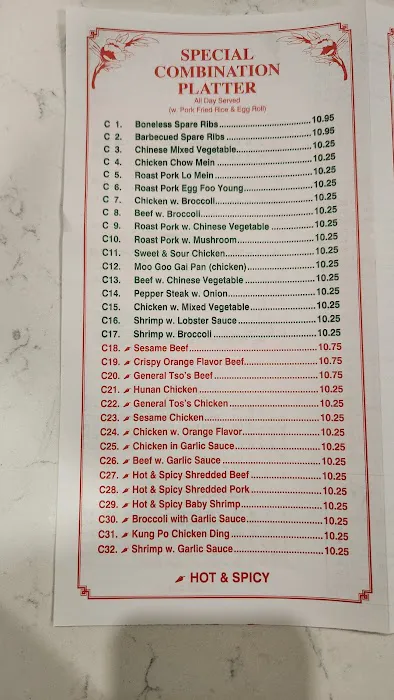 SPECIAL
COMBINATION
PLATTER
All Day Served
(w. Pork Fried Rice & Egg Roll)
C 1. Boneless Spare Ribs 10.95
C 2. Barbecued Spare Ribs 10.95
C 3. Chinese Mixed Vegetable 10.25
C 4. Chicken Chow Mein 10.25
C 5. Roast Pork Lo Mein 10.25
C 6. Roast Pork Egg Foo Young 10.25
C 7. Chicken w. Broccoli 10.25
C 8. Beef w. Broccoli 10.25
C 9. Roast Pork w. Chinese Vegetable 10.25
C10. Roast Pork w. Mushroom 10.25
C11. Sweet & Sour Chicken 10.25
C12. Moo Goo Gai Pan (chicken) 10.25
C13. Beef w. Chinese Vegetable 10.25
C14. Pepper Steak w. Onion 10.25
C15. Chicken w. Mixed Vegetable 10.25
C16. Shrimp w. Lobster Sauce 10.25
C17. Shrimp w. Broccoli 10.25
C18. Sesame Beef 10.75
C19. Crispy Orange Flavor Beef 10.75
C20. General Tso's Beef 10.75
C21. Hunan Chicken 10.25
C22. General Tos's Chicken 10.25
C23. Sesame Chicken 10.25
C24. Chicken w. Orange Flavor 10.25
C25. Chicken in Garlic Sauce 10.25
C26. Beef w. Garlic Sauce 10.25
C27. Hot & Spicy Shredded Beef 10.25
C28. Hot & Spicy Shredded Pork 10.25
C29. Hot & Spicy Baby Shrimp 10.25
C30. Broccoli with Garlic Sauce 10.25
C31. Kung Po Chicken Ding 10.25
C32. Shrimp w. Garlic Sauce 10.25
HOT & SPICY